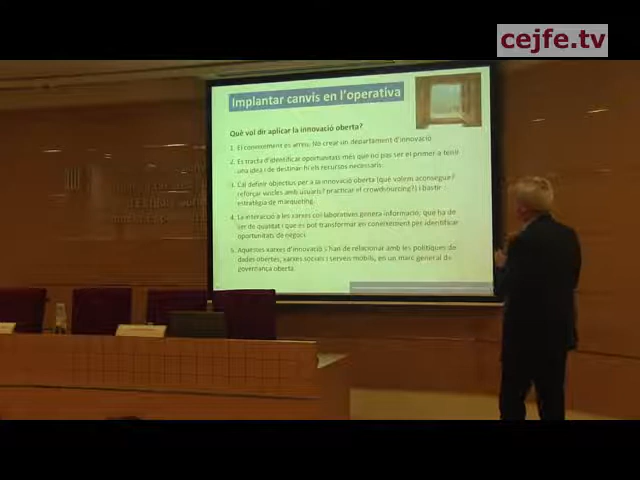 cejfe.tv
Implantar canvis en l'operativa
Què vol dir aplicar la innovació oberta?
1. El coneixement és arreu. No crear un departament d'innovació
2. Es tracta d'identificar oportunitats més que no pas ser el primer a tenir
una idea i de destinar-hi els recursos necessaris.
3. Cal definir objectius per a la innovació oberta (què volem aconseguir?
reforçar vincles amb usuaris? practicar el crowdsourcing?) i bastir
estratègia de màrqueting.
4. La interacció a les xarxes col·laboratives genera informació, que ha de
ser de qualitat i que es pot transformar en coneixement per identificar
oportunitats de negoci.
5. Aquestes xarxes d'innovació s'han de relacionar amb les polítiques de
dades obertes, xarxes socials i serveis mòbils, en un marc general de
governança oberta.